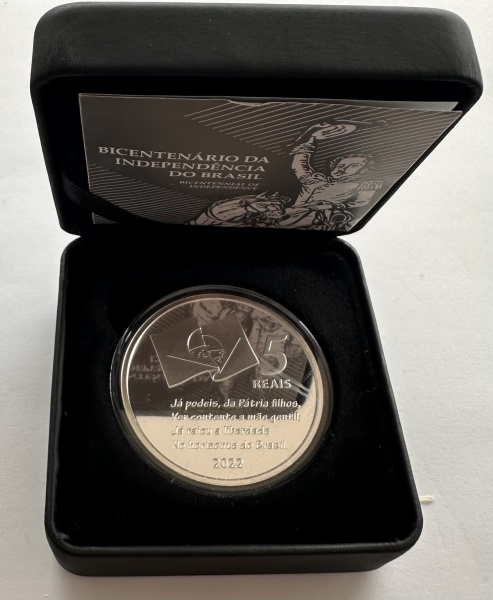 BICENTENÁRIO DA
INDEPENDÊNCIA
DO BRASIL
BICENTENNIAL OF
INDEPENDENCE
5
REAIS
Já podeis, da Pátria filhos,
Ver contente a mãe gentil,
Já raiou a liberdade
No horizonte do Brasil.
2022